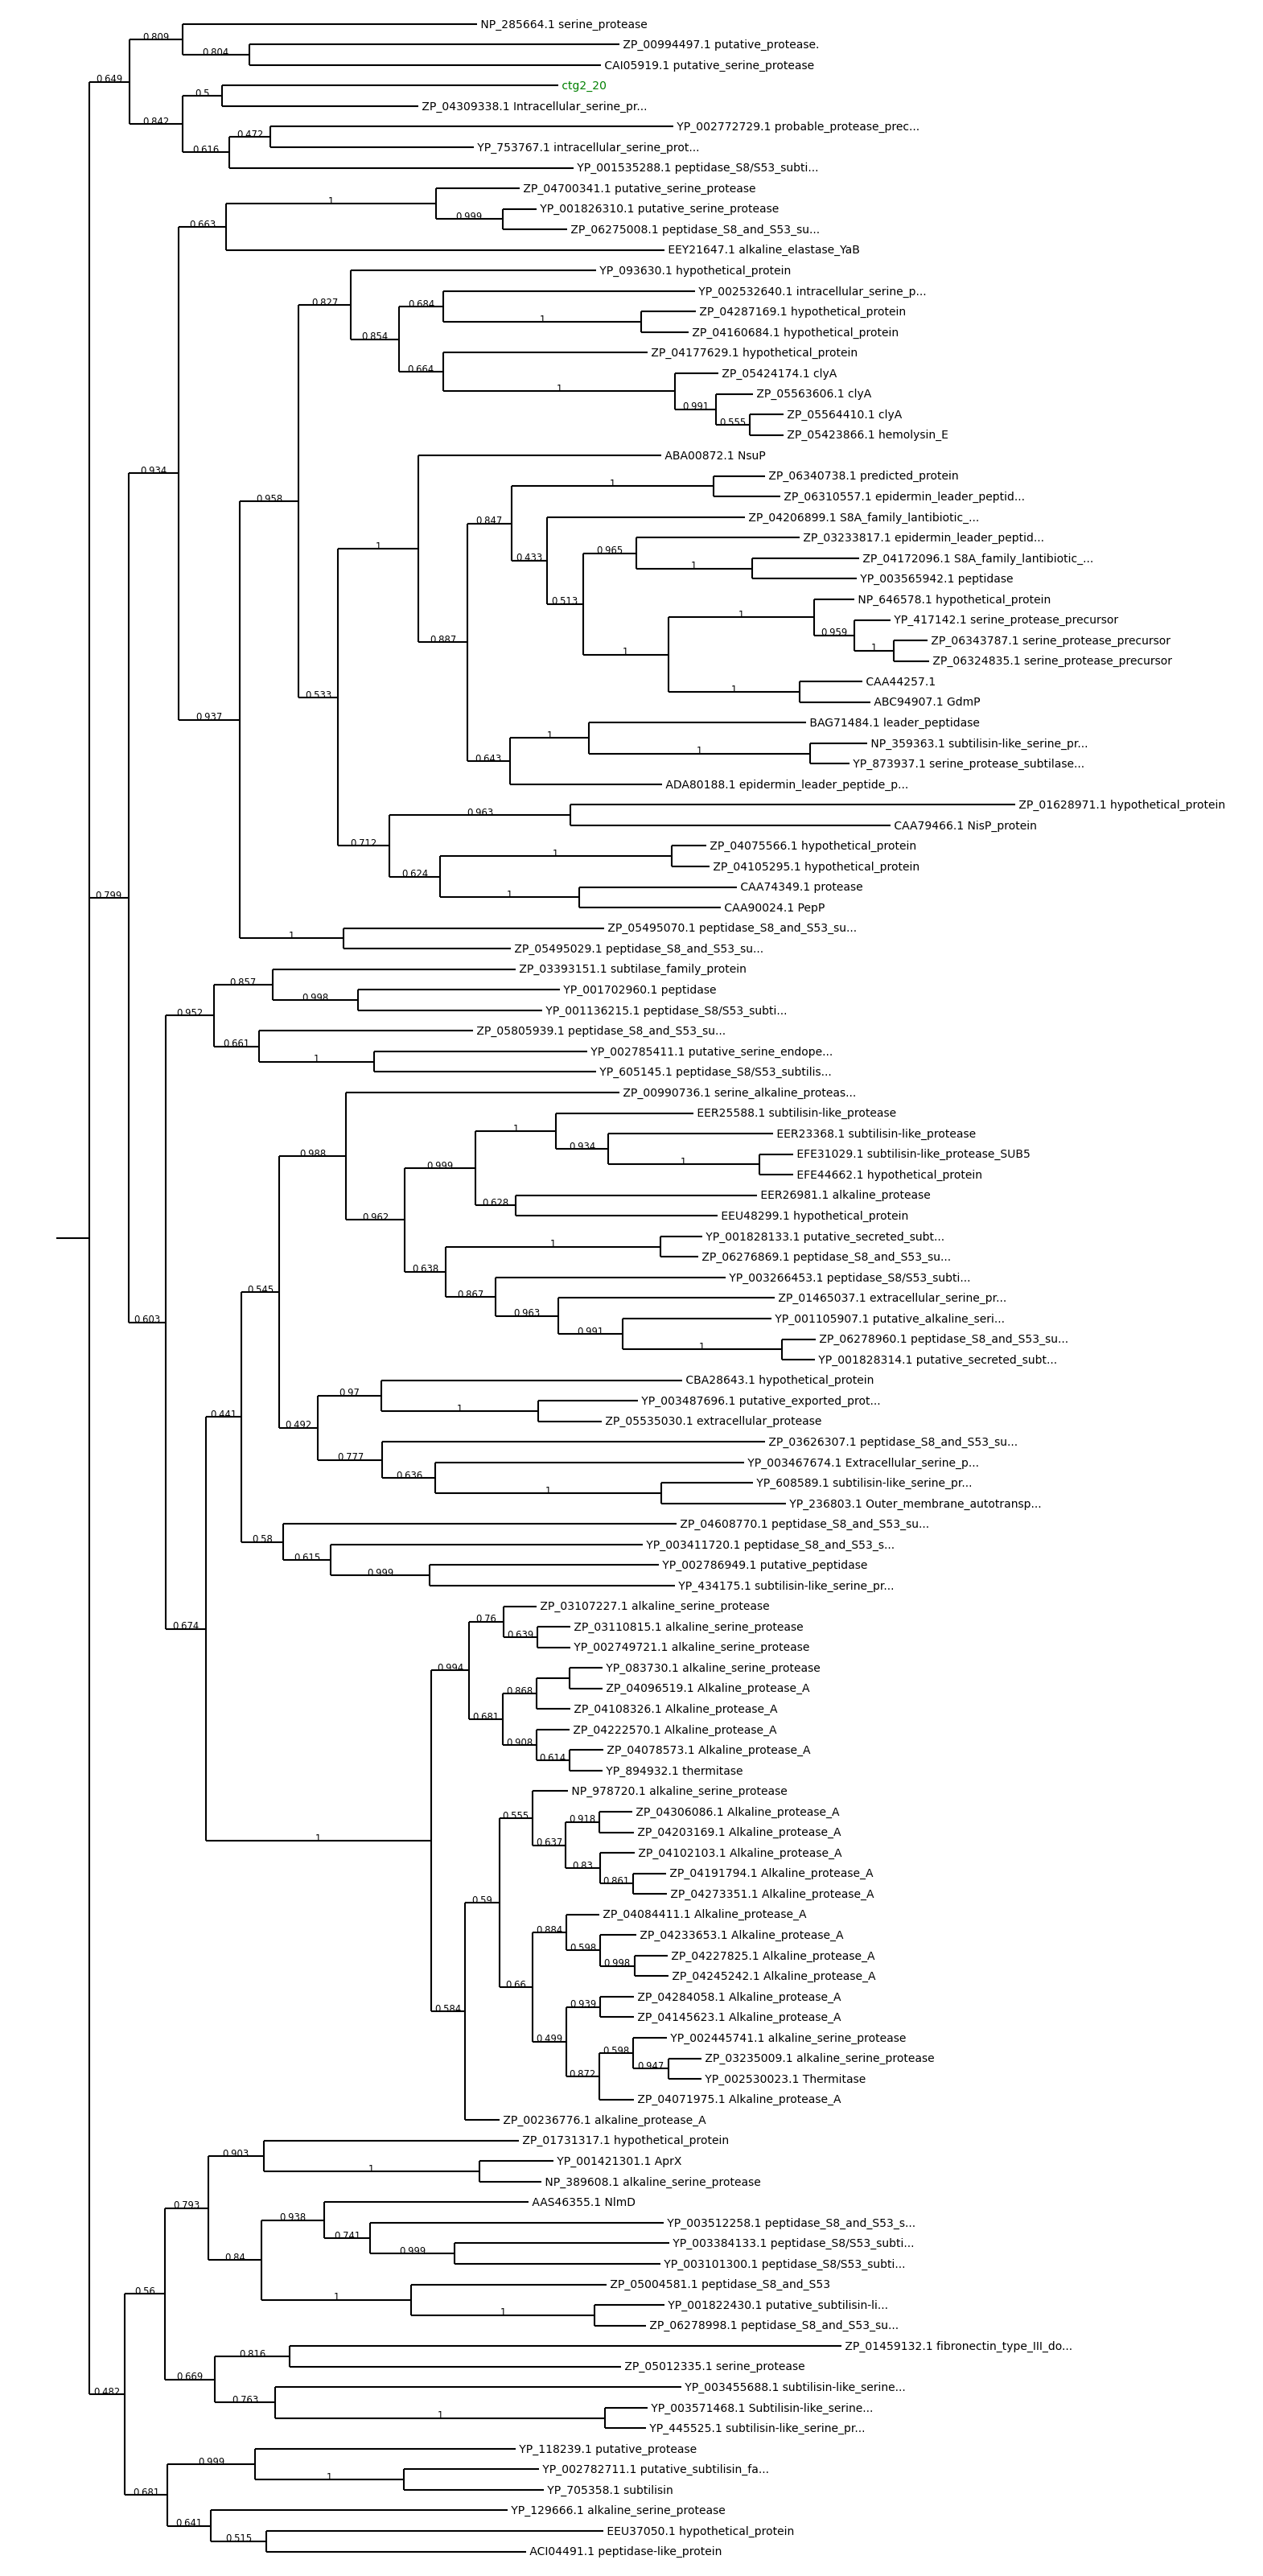 NP_285664.1 serine_protease
0.809
ZP_00994497.1 putative_protease.
0.804
CAI05919.1 putative_serine_protease
0.649
ctg2_20
0.5
ZP_04309338.1 Intracellular_serine_pr...
0.842
YP_002772729.1 probable_protease_prec...
0.472
YP_753767.1 intracellular_serine_prot...
0.616
YP_001535288.1 peptidase_S8/S53_subti...
ZP_04700341.1 putative_serine_protease
1
YP_001826310.1 putative_serine_protease
0.999
ZP_06275008.1 peptidase_S8_and_S53_su...
0.663
EEY21647.1 alkaline_elastase_YaB
YP_093630.1 hypothetical_protein
YP_002532640.1 intracellular_serine_p...
0.827
0.684
ZP_04287169.1 hypothetical_protein
1
ZP_04160684.1 hypothetical_protein
0.854
ZP_04177629.1 hypothetical_protein
0.664
ZP_05424174.1 clyA
1
ZP_05563606.1 clyA
0.991
ZP_05564410.1 clyA
0.555
ZP_05423866.1 hemolysin_E
ABA00872.1 NsuP
0.934
ZP_06340738.1 predicted_protein
1
ZP_06310557.1 epidermin_leader_peptid...
0.958
ZP_04206899.1 S8A_family_lantibiotic_...
0.847
ZP_03233817.1 epidermin_leader_peptid...
1
0.965
0.433
ZP_04172096.1 S8A_family_lantibiotic_...
1
YP_003565942.1 peptidase
NP_646578.1 hypothetical_protein
0.513
1
YP_417142.1 serine_protease_precursor
0.959
ZP_06343787.1 serine_protease_precursor
0.887
1
1
ZP_06324835.1 serine_protease_precursor
CAA44257.1
1
0.533
ABC94907.1 GdmP
0.937
BAG71484.1 leader_peptidase
1
NP_359363.1 subtilisin-like_serine_pr...
1
0.643
YP_873937.1 serine_protease_subtilase...
ADA80188.1 epidermin_leader_peptide_p...
ZP_01628971.1 hypothetical_protein
0.963
CAA79466.1 NisP_protein
0.712
ZP_04075566.1 hypothetical_protein
1
ZP_04105295.1 hypothetical_protein
0.624
CAA74349.1 protease
0.799
1
CAA90024.1 PepP
ZP_05495070.1 peptidase_S8_and_S53_su...
1
ZP_05495029.1 peptidase_S8_and_S53_su...
ZP_03393151.1 subtilase_family_protein
0.857
YP_001702960.1 peptidase
0.998
YP_001136215.1 peptidase_S8/S53_subti...
0.952
ZP_05805939.1 peptidase_S8_and_S53_su...
0.661
YP_002785411.1 putative_serine_endope...
1
YP_605145.1 peptidase_S8/S53_subtilis...
ZP_00990736.1 serine_alkaline_proteas...
EER25588.1 subtilisin-like_protease
1
EER23368.1 subtilisin-like_protease
0.934
0.988
EFE31029.1 subtilisin-like_protease_SUB5
1
0.999
EFE44662.1 hypothetical_protein
EER26981.1 alkaline_protease
0.628
EEU48299.1 hypothetical_protein
0.962
YP_001828133.1 putative_secreted_subt...
1
ZP_06276869.1 peptidase_S8_and_S53_su...
0.638
YP_003266453.1 peptidase_S8/S53_subti...
0.545
0.867
ZP_01465037.1 extracellular_serine_pr...
0.963
YP_001105907.1 putative_alkaline_seri...
0.603
0.991
ZP_06278960.1 peptidase_S8_and_S53_su...
1
YP_001828314.1 putative_secreted_subt...
CBA28643.1 hypothetical_protein
0.97
YP_003487696.1 putative_exported_prot...
1
ZP_05535030.1 extracellular_protease
0.441
0.492
ZP_03626307.1 peptidase_S8_and_S53_su...
0.777
YP_003467674.1 Extracellular_serine_p...
0.636
YP_608589.1 subtilisin-like_serine_pr...
1
YP_236803.1 Outer_membrane_autotransp...
ZP_04608770.1 peptidase_S8_and_S53_su...
0.58
YP_003411720.1 peptidase_S8_and_S53_s...
0.615
YP_002786949.1 putative_peptidase
0.999
YP_434175.1 subtilisin-like_serine_pr...
ZP_03107227.1 alkaline_serine_protease
0.76
0.674
ZP_03110815.1 alkaline_serine_protease
0.639
YP_002749721.1 alkaline_serine_protease
0.994
YP_083730.1 alkaline_serine_protease
ZP_04096519.1 Alkaline_protease_A
0.868
ZP_04108326.1 Alkaline_protease_A
0.681
ZP_04222570.1 Alkaline_protease_A
0.908
ZP_04078573.1 Alkaline_protease_A
0.614
YP_894932.1 thermitase
NP_978720.1 alkaline_serine_protease
ZP_04306086.1 Alkaline_protease_A
0.555
0.918
ZP_04203169.1 Alkaline_protease_A
1
0.637
ZP_04102103.1 Alkaline_protease_A
0.83
ZP_04191794.1 Alkaline_protease_A
0.861
ZP_04273351.1 Alkaline_protease_A
0.59
ZP_04084411.1 Alkaline_protease_A
0.884
ZP_04233653.1 Alkaline_protease_A
0.598
ZP_04227825.1 Alkaline_protease_A
0.998
ZP_04245242.1 Alkaline_protease_A
0.66
ZP_04284058.1 Alkaline_protease_A
0.939
0.584
ZP_04145623.1 Alkaline_protease_A
0.499
YP_002445741.1 alkaline_serine_protease
0.598
ZP_03235009.1 alkaline_serine_protease
0.947
0.872
YP_002530023.1 Thermitase
ZP_04071975.1 Alkaline_protease_A
ZP_00236776.1 alkaline_protease_A
ZP_01731317.1 hypothetical_protein
0.903
YP_001421301.1 AprX
1
NP_389608.1 alkaline_serine_protease
0.793
AAS46355.1 NlmD
0.938
YP_003512258.1 peptidase_S8_and_S53_s...
0.741
YP_003384133.1 peptidase_S8/S53_subti...
0.999
0.84
YP_003101300.1 peptidase_S8/S53_subti...
ZP_05004581.1 peptidase_S8_and_S53
0.56
1
YP_001822430.1 putative_subtilisin-li...
1
ZP_06278998.1 peptidase_S8_and_S53_su...
ZP_01459132.1 fibronectin_type_III_do...
0.816
ZP_05012335.1 serine_protease
0.669
YP_003455688.1 subtilisin-like_serine...
0.482
0.763
YP_003571468.1 Subtilisin-like_serine...
1
YP_445525.1 subtilisin-like_serine_pr...
YP_118239.1 putative_protease
0.999
YP_002782711.1 putative_subtilisin_fa...
1
YP_705358.1 subtilisin
0.681
YP_129666.1 alkaline_serine_protease
0.641
EEU37050.1 hypothetical_protein
0.515
ACI04491.1 peptidase-like_protein